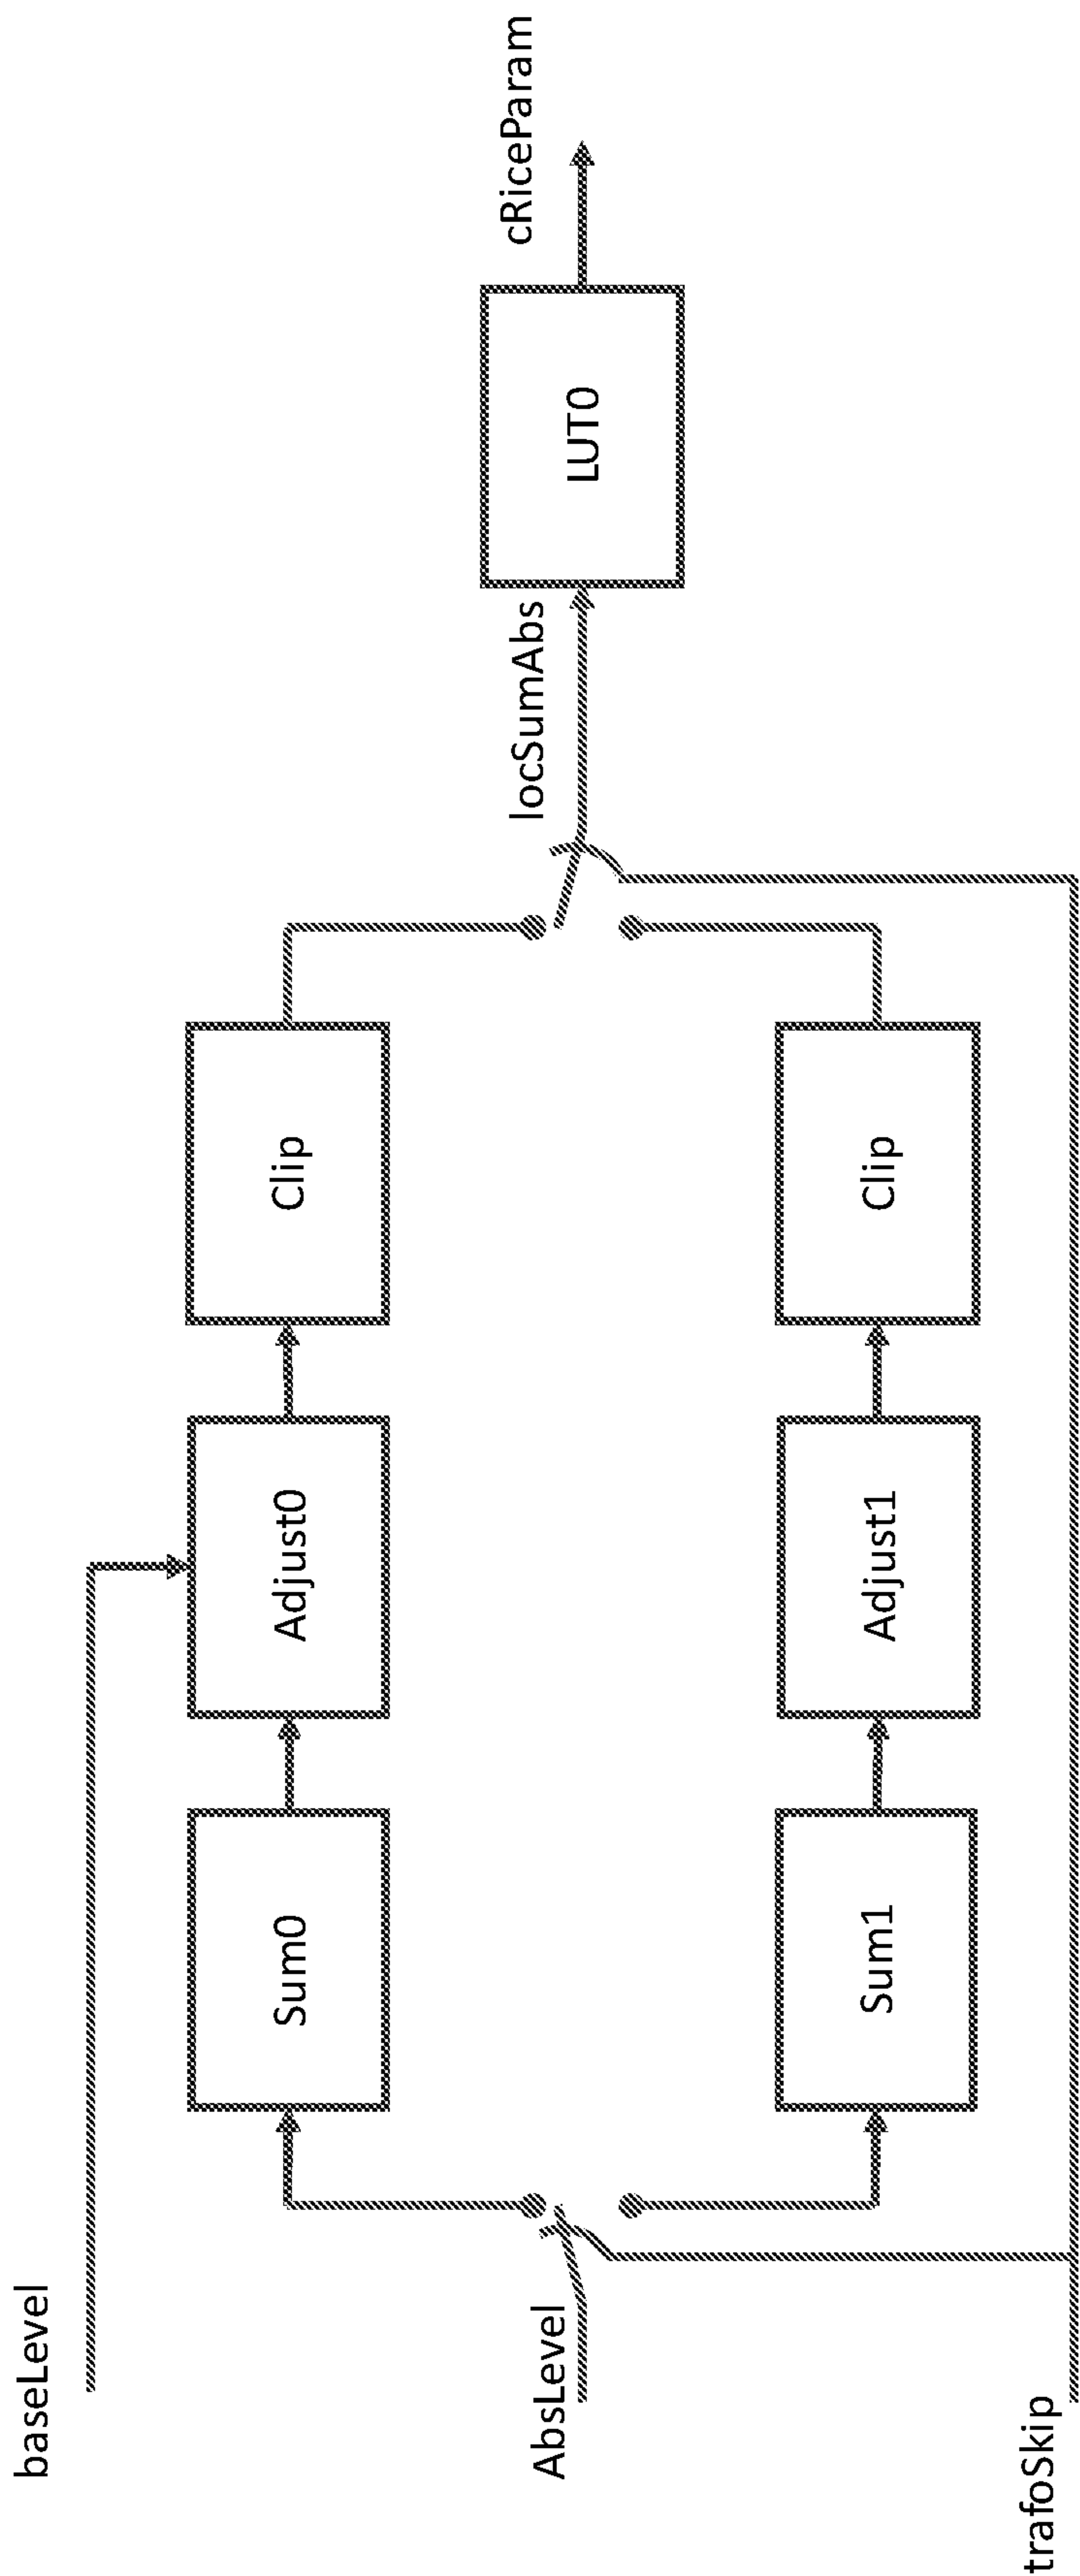 baseLevel
Sum0
Adjust0
Clip
AbsLevel
locSumAbs
LUT0
cRiceParam
Sum1
Adjust1
Clip
trafoSkip